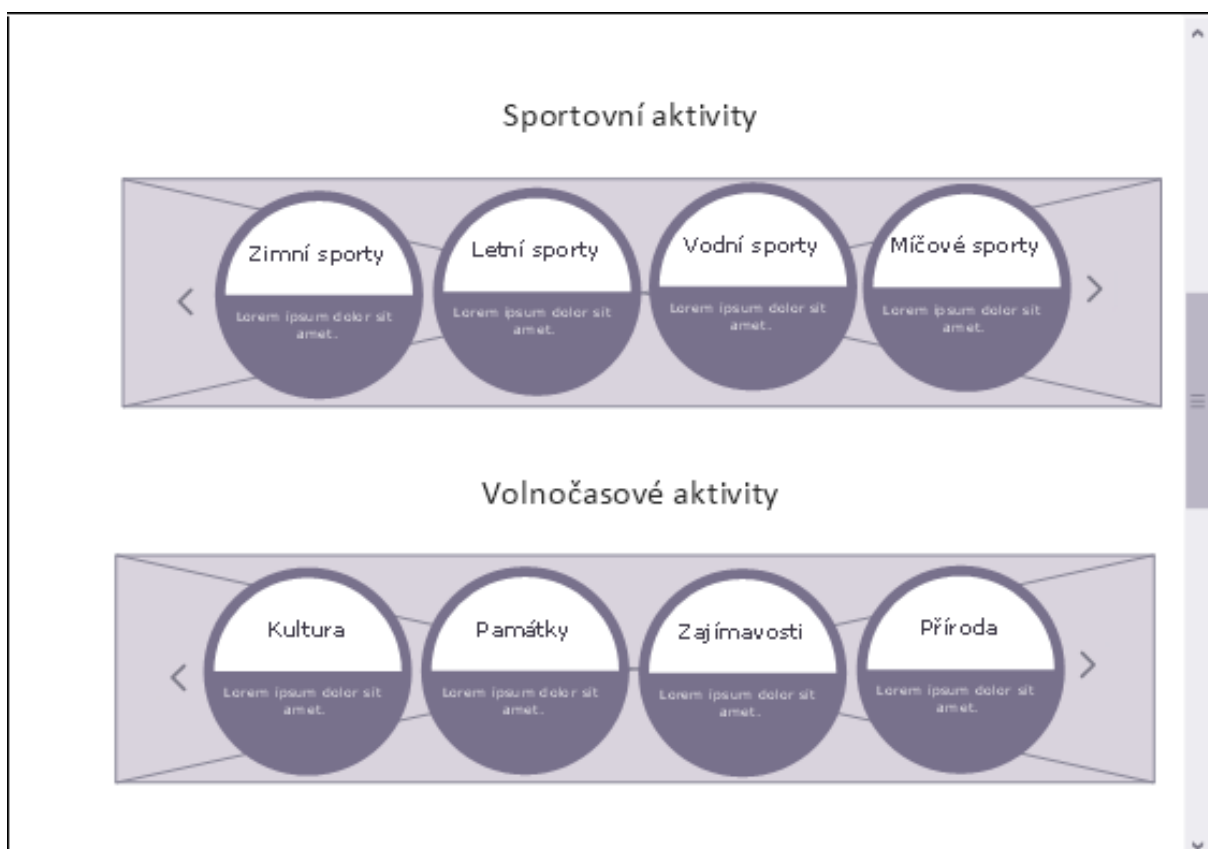 Sportovní aktivity
Zimní sporty
Lorem ipsum dolor sit
amet.
Letní sporty
Lorem ipsum dolor sit
amet.
Vodní sporty
Lorem ipsum dolor sit
amet.
Míčové sporty
Lorem ipsum dolor sit
amet.
Volnočasové aktivity
Kultura
Lorem ipsum dolor sit
amet.
Památky
Lorem ipsum dolor sit
amet.
Zajímavosti
Lorem ipsum dolor sit
amet.
Příroda
Lorem ipsum dolor sit
amet.